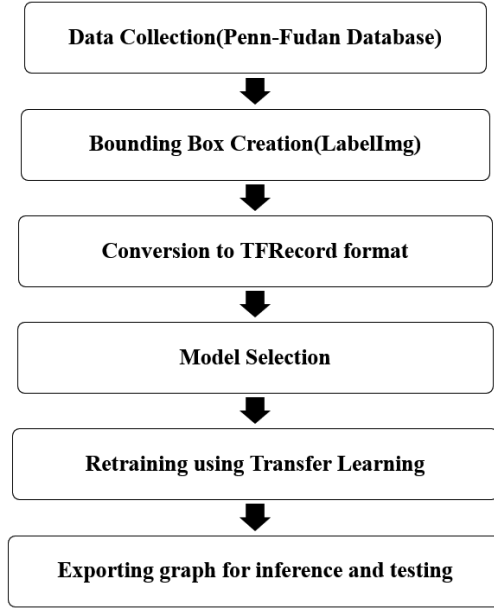 Data Collection(Penn-Fudan Database)
Bounding Box Creation(LabelImg)
Conversion to TFRecord format
Model Selection
Retraining using Transfer Learning
Exporting graph for inference and testing